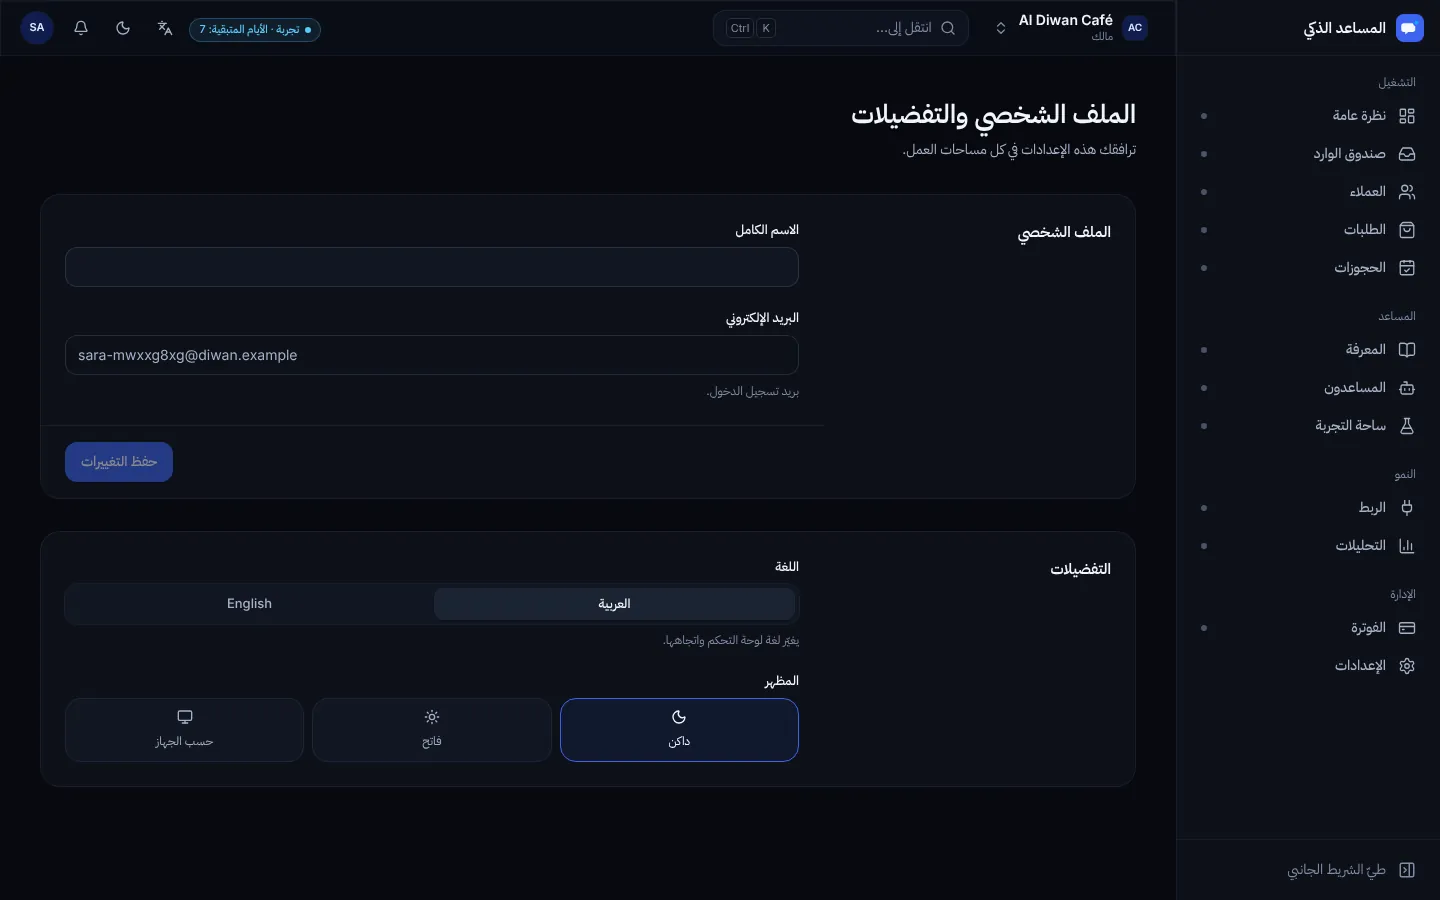 المساعد الذكي
AC
Al Diwan Café
مالك
انتقل إلى...
Ctrl K
تجربة · الأيام المتبقية: 7
SA
التشغيل
نظرة عامة
صندوق الوارد
العملاء
الطلبات
الحجوزات
المساعد
المعرفة
المساعدون
ساحة التجربة
النمو
الربط
التحليلات
الإدارة
الفوترة
الإعدادات
طيّ الشريط الجانبي
الملف الشخصي والتفضيلات
ترافقك هذه الإعدادات في كل مساحات العمل.
الملف الشخصي
الاسم الكامل
البريد الإلكتروني
sara-mwxxg8xg@diwan.example
بريد تسجيل الدخول.
حفظ التغييرات
التفضيلات
اللغة
العربية
English
يغيّر لغة لوحة التحكم واتجاهها.
المظهر
داكن
فاتح
حسب الجهاز